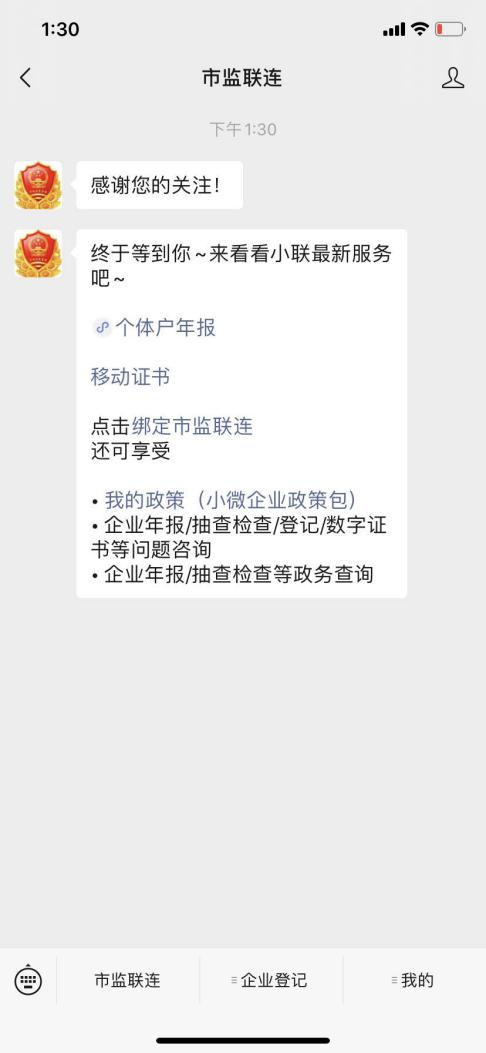 1:30
市监联连
下午1:30
感谢您的关注！
终于等到你~来看看小联最新服务
吧~
个体户年报
移动证书
点击绑定市监联连
还可享受
• 我的政策（小微企业政策包）
• 企业年报/抽查检查/登记/数字证
书等问题咨询
• 企业年报/抽查检查等政务查询
市监联连
企业登记
我的